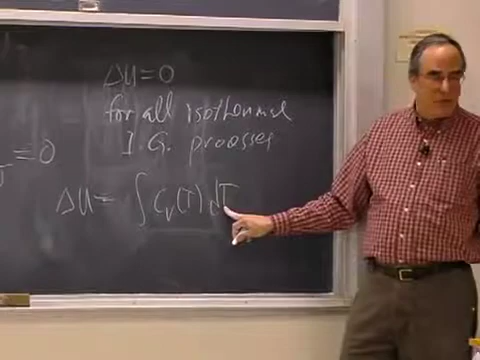 ΔU=0
for all isothermal
I.G. processes
=0
ΔU= ∫ Cv(T) dT